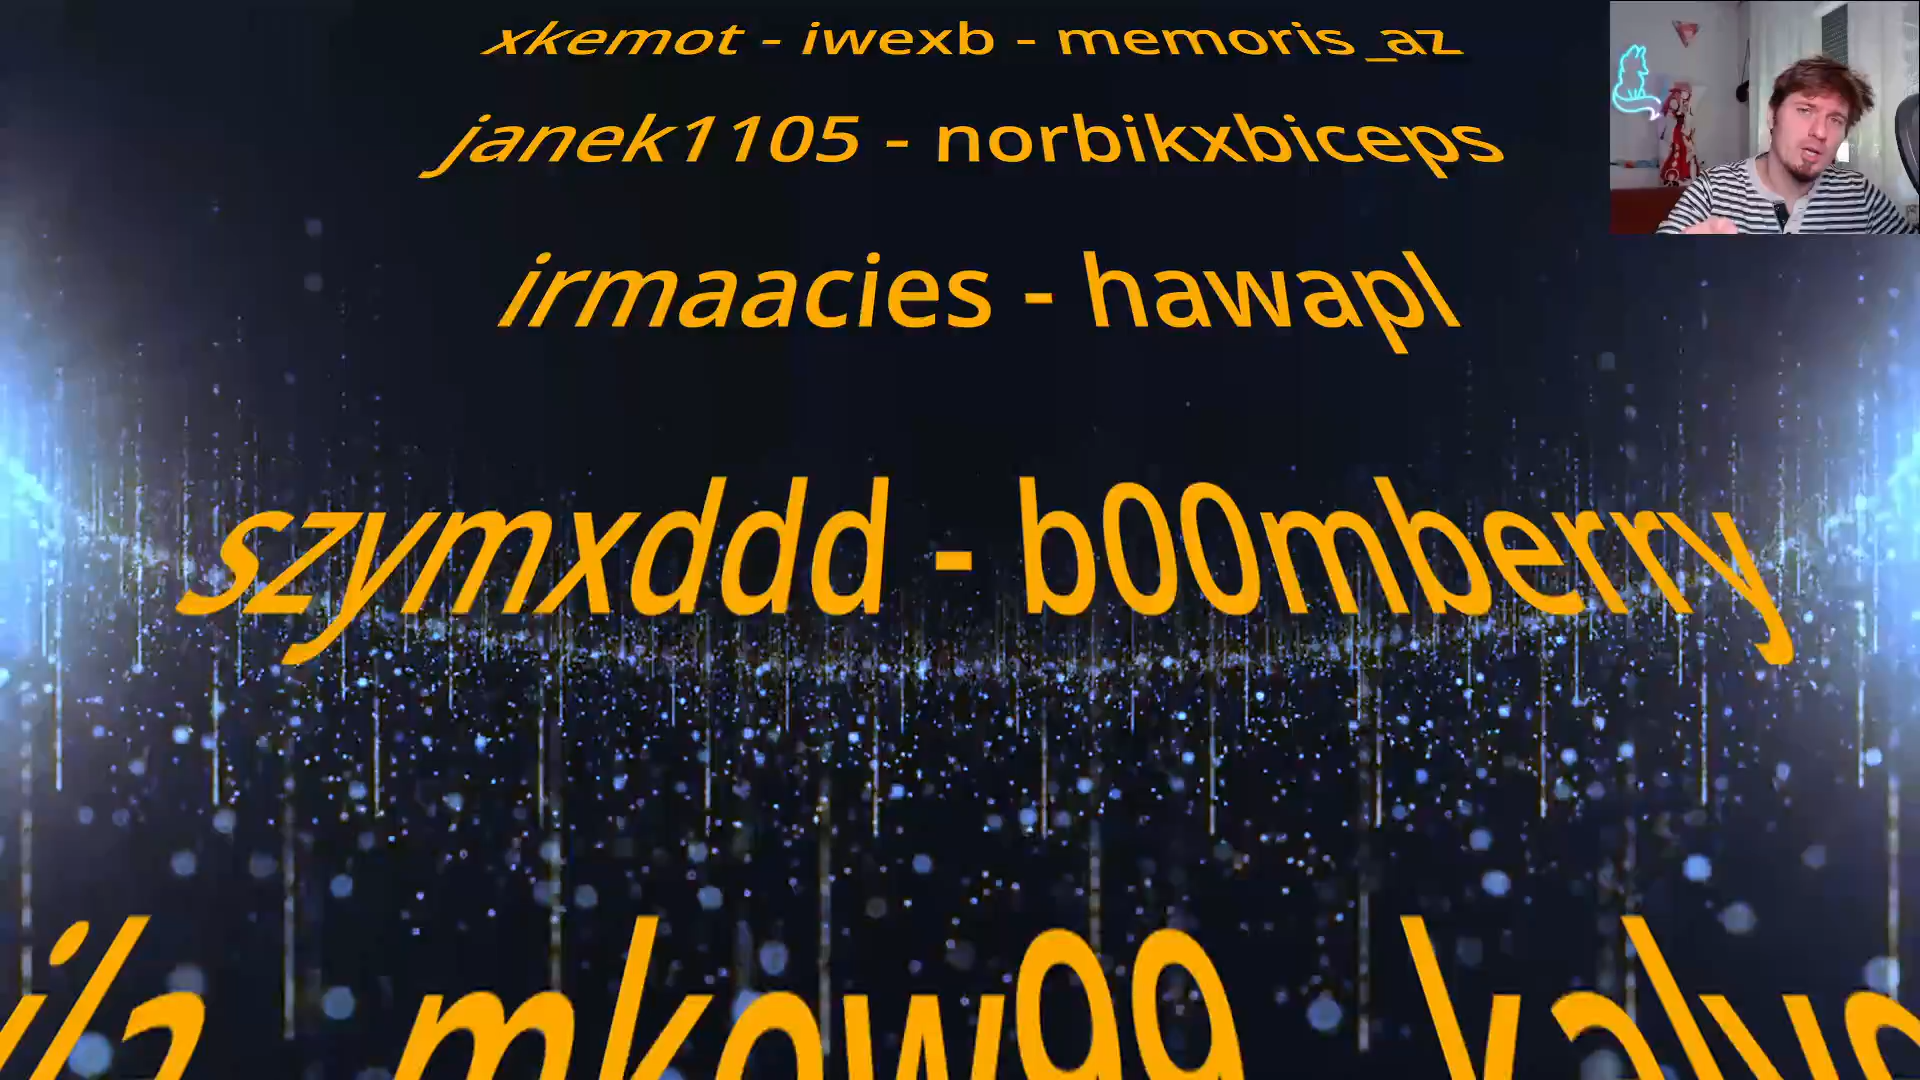 xkemot - iwexb - memoris_az
janek1105 - norbikxbiceps
irmaacies - hawapl
szymxddd - b00mberry